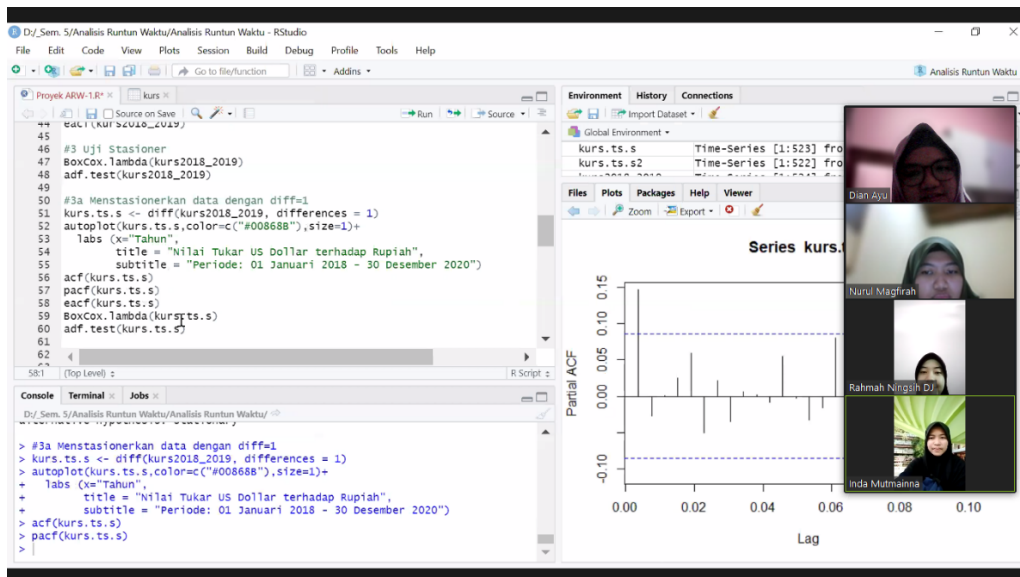 D:/_Sem. 5/Analisis Runtun Waktu/Analisis Runtun Waktu - RStudio
File Edit Code View Plots Session Build Debug Profile Tools Help
Go to file/function Addins
Analisis Runtun Waktu
Proyek ARW-1.R* kurs
Source on Save Run Source
44 eacf(kurs2018_2019)
45
46 #3 Uji Stasioner
47 BoxCox.lambda(kurs2018_2019)
48 adf.test(kurs2018_2019)
49
50 #3a Menstasionerkan data dengan diff=1
51 kurs.ts.s <- diff(kurs2018_2019, differences = 1)
52 autoplot(kurs.ts.s,color=c("#00868B"),size=1)+
53 labs (x="Tahun",
54 title = "Nilai Tukar US Dollar terhadap Rupiah",
55 subtitle = "Periode: 01 Januari 2018 - 30 Desember 2020")
56 acf(kurs.ts.s)
57 pacf(kurs.ts.s)
58 eacf(kurs.ts.s)
59 BoxCox.lambda(kurs.ts.s)
60 adf.test(kurs.ts.s)
61
62
58:1 (Top Level) R Script
Console Terminal Jobs
D:/_Sem. 5/Analisis Runtun Waktu/Analisis Runtun Waktu/
> #3a Menstasionerkan data dengan diff=1
> kurs.ts.s <- diff(kurs2018_2019, differences = 1)
> autoplot(kurs.ts.s,color=c("#00868B"),size=1)+
+ labs (x="Tahun",
+ title = "Nilai Tukar US Dollar terhadap Rupiah",
+ subtitle = "Periode: 01 Januari 2018 - 30 Desember 2020")
> acf(kurs.ts.s)
> pacf(kurs.ts.s)
>
Environment History Connections
Import Dataset
Global Environment
kurs.ts.s Time-Series [1:523] fro
kurs.ts.s2 Time-Series [1:522] fro
Files Plots Packages Help Viewer
Zoom Export
Series kurs.t
Partial ACF
0.15
0.10
0.05
0.00
-0.10
0.00 0.02 0.04 0.06 0.08 0.10
Lag
Dian Ayu
Nurul Magfirah
Rahmah Ningsih DJ
Inda Mutmainna